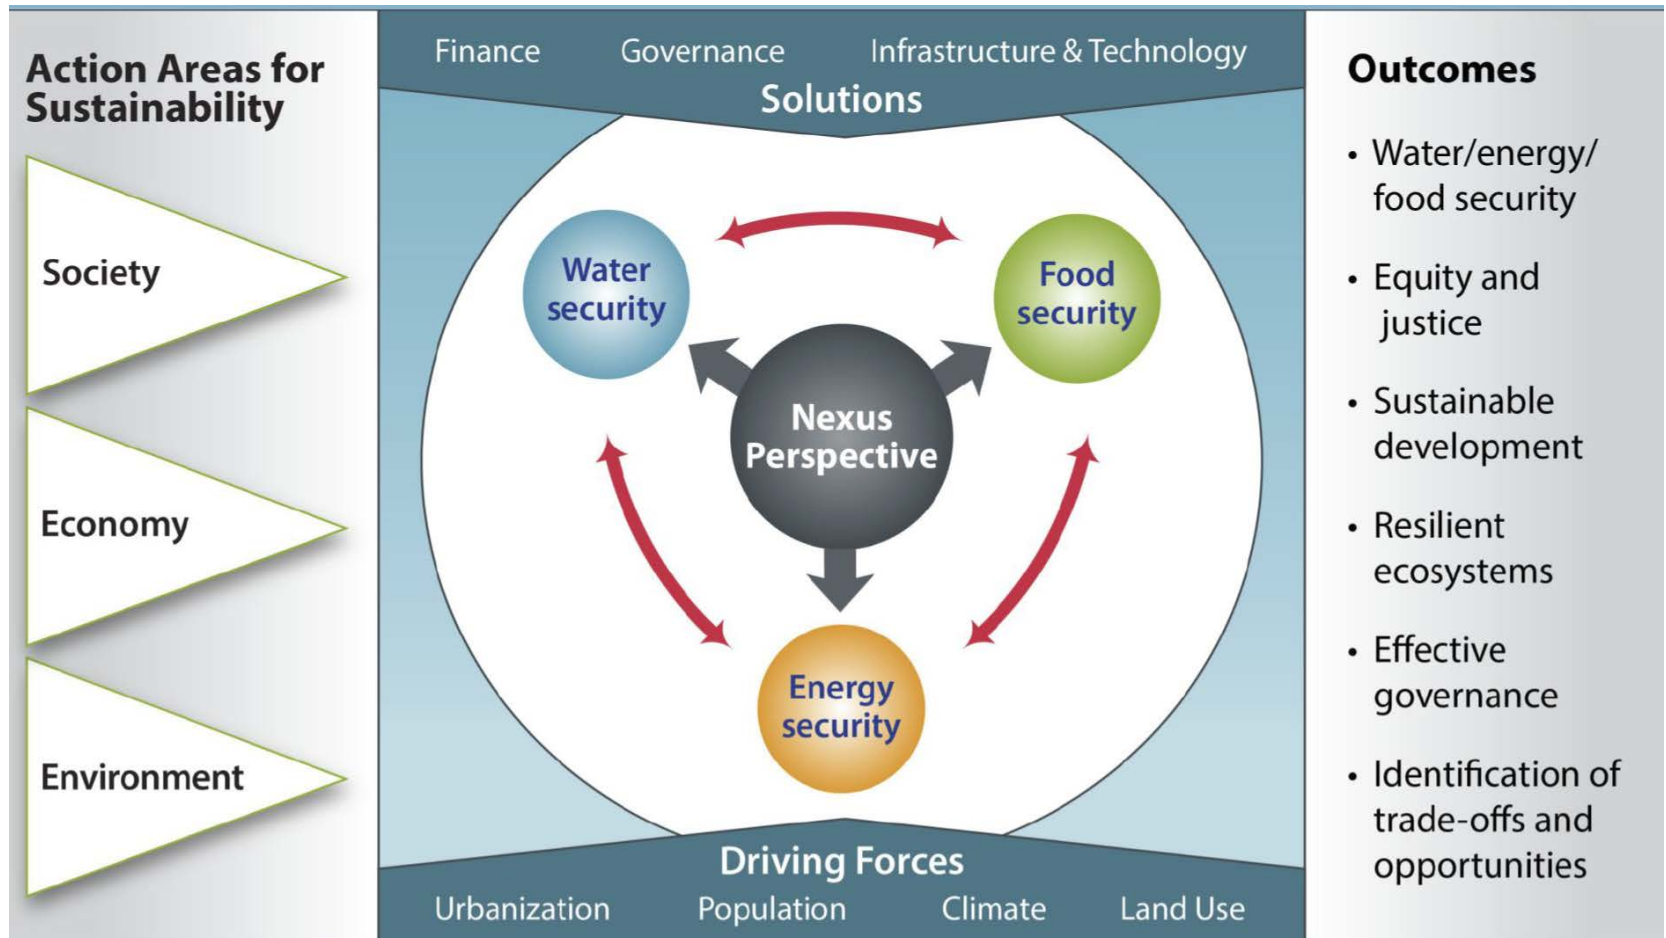 Action Areas for
Sustainability
Society
Economy
Environment
Finance Governance Infrastructure & Technology
Solutions
Water
security
Food
security
Nexus
Perspective
Energy
security
Driving Forces
Urbanization Population Climate Land Use
Outcomes
• Water/energy/
food security
• Equity and
justice
• Sustainable
development
• Resilient
ecosystems
• Effective
governance
• Identification of
trade-offs and
opportunities